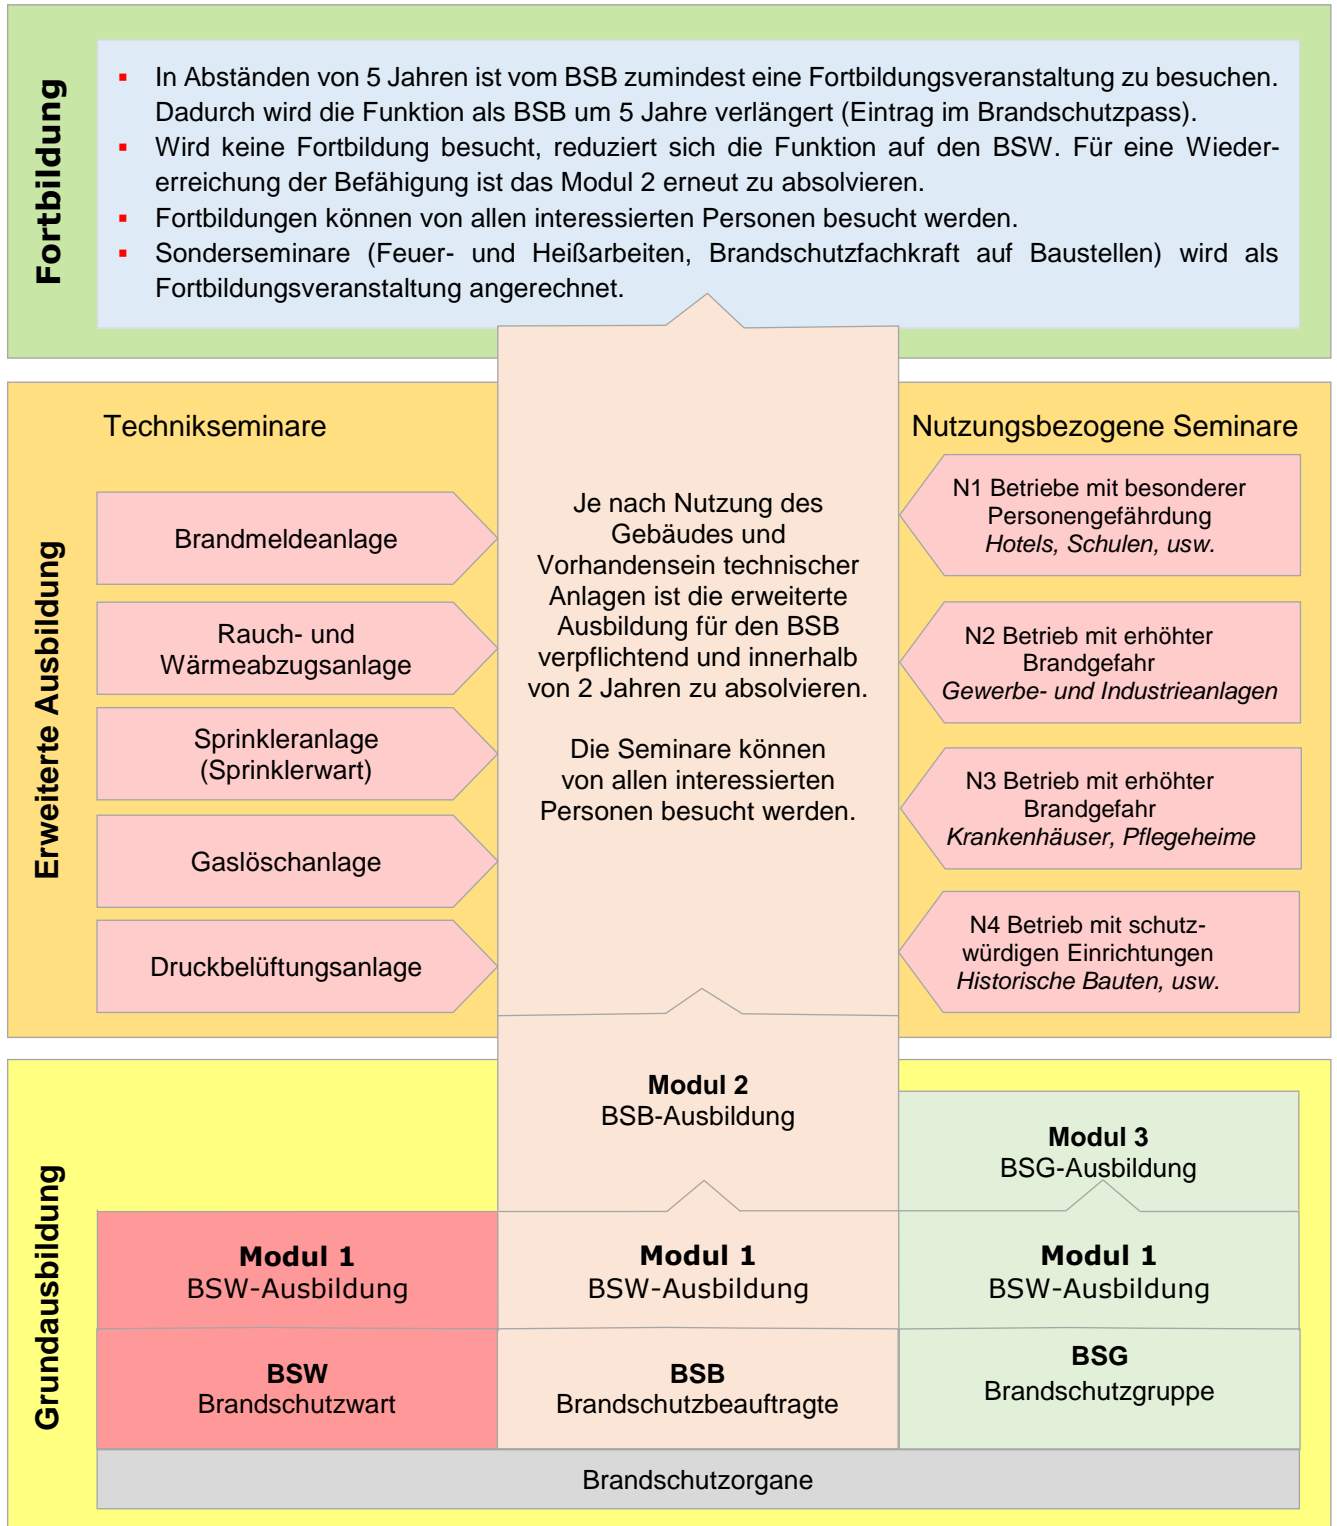 Fortbildung
In Abständen von 5 Jahren ist vom BSB zumindest eine Fortbildungsveranstaltung zu besuchen.
Dadurch wird die Funktion als BSB um 5 Jahre verlängert (Eintrag im Brandschutzpass).
Wird keine Fortbildung besucht, reduziert sich die Funktion auf den BSW. Für eine Wieder-
erreichung der Befähigung ist das Modul 2 erneut zu absolvieren.
Fortbildungen können von allen interessierten Personen besucht werden.
Sonderseminare (Feuer- und Heißarbeiten, Brandschutzfachkraft auf Baustellen) wird als
Fortbildungsveranstaltung angerechnet.
Erweiterte Ausbildung
Technikseminare
Brandmeldeanlage
Rauch- und
Wärmeabzugsanlage
Sprinkleranlage
(Sprinklerwart)
Gaslöschanlage
Druckbelüftungsanlage
Je nach Nutzung des
Gebäudes und
Vorhandensein technischer
Anlagen ist die erweiterte
Ausbildung für den BSB
verpflichtend und innerhalb
von 2 Jahren zu absolvieren.
Die Seminare können
von allen interessierten
Personen besucht werden.
Nutzungsbezogene Seminare
N1 Betriebe mit besonderer
Personengefährdung
Hotels, Schulen, usw.
N2 Betrieb mit erhöhter
Brandgefahr
Gewerbe- und Industrieanlagen
N3 Betrieb mit erhöhter
Brandgefahr
Krankenhäuser, Pflegeheime
N4 Betrieb mit schutz-
würdigen Einrichtungen
Historische Bauten, usw.
Grundausbildung
Modul 2
BSB-Ausbildung
Modul 3
BSG-Ausbildung
Modul 1
BSW-Ausbildung
Modul 1
BSW-Ausbildung
Modul 1
BSW-Ausbildung
BSW
Brandschutzwart
BSB
Brandschutzbeauftragte
BSG
Brandschutzgruppe
Brandschutzorgane